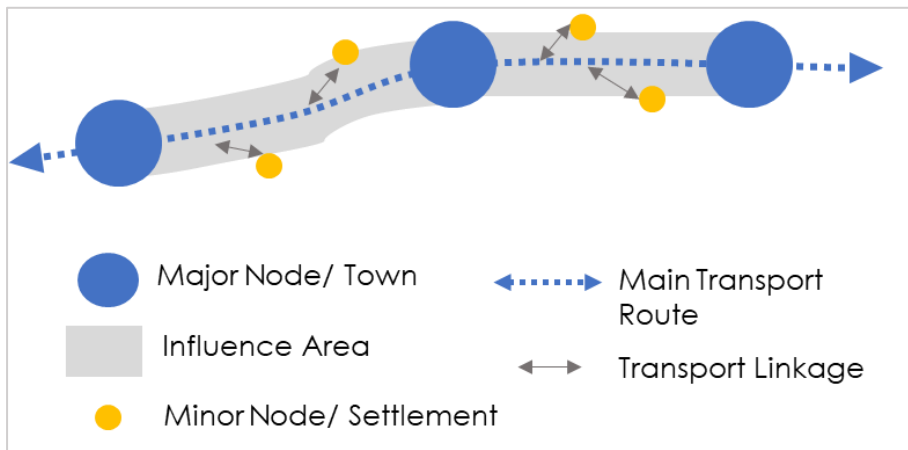 Major Node/ Town
Influence Area
Minor Node/ Settlement
Main Transport
Route
Transport Linkage